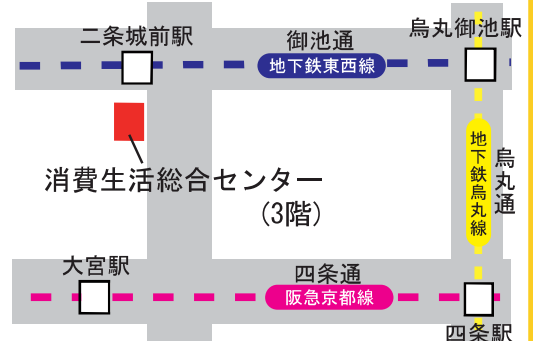 二条城前駅
御池通
烏丸御池駅
地下鉄東西線
地下鉄烏丸線
烏丸通
消費生活総合センター
(3階)
大宮駅
四条通
阪急京都線
四条駅